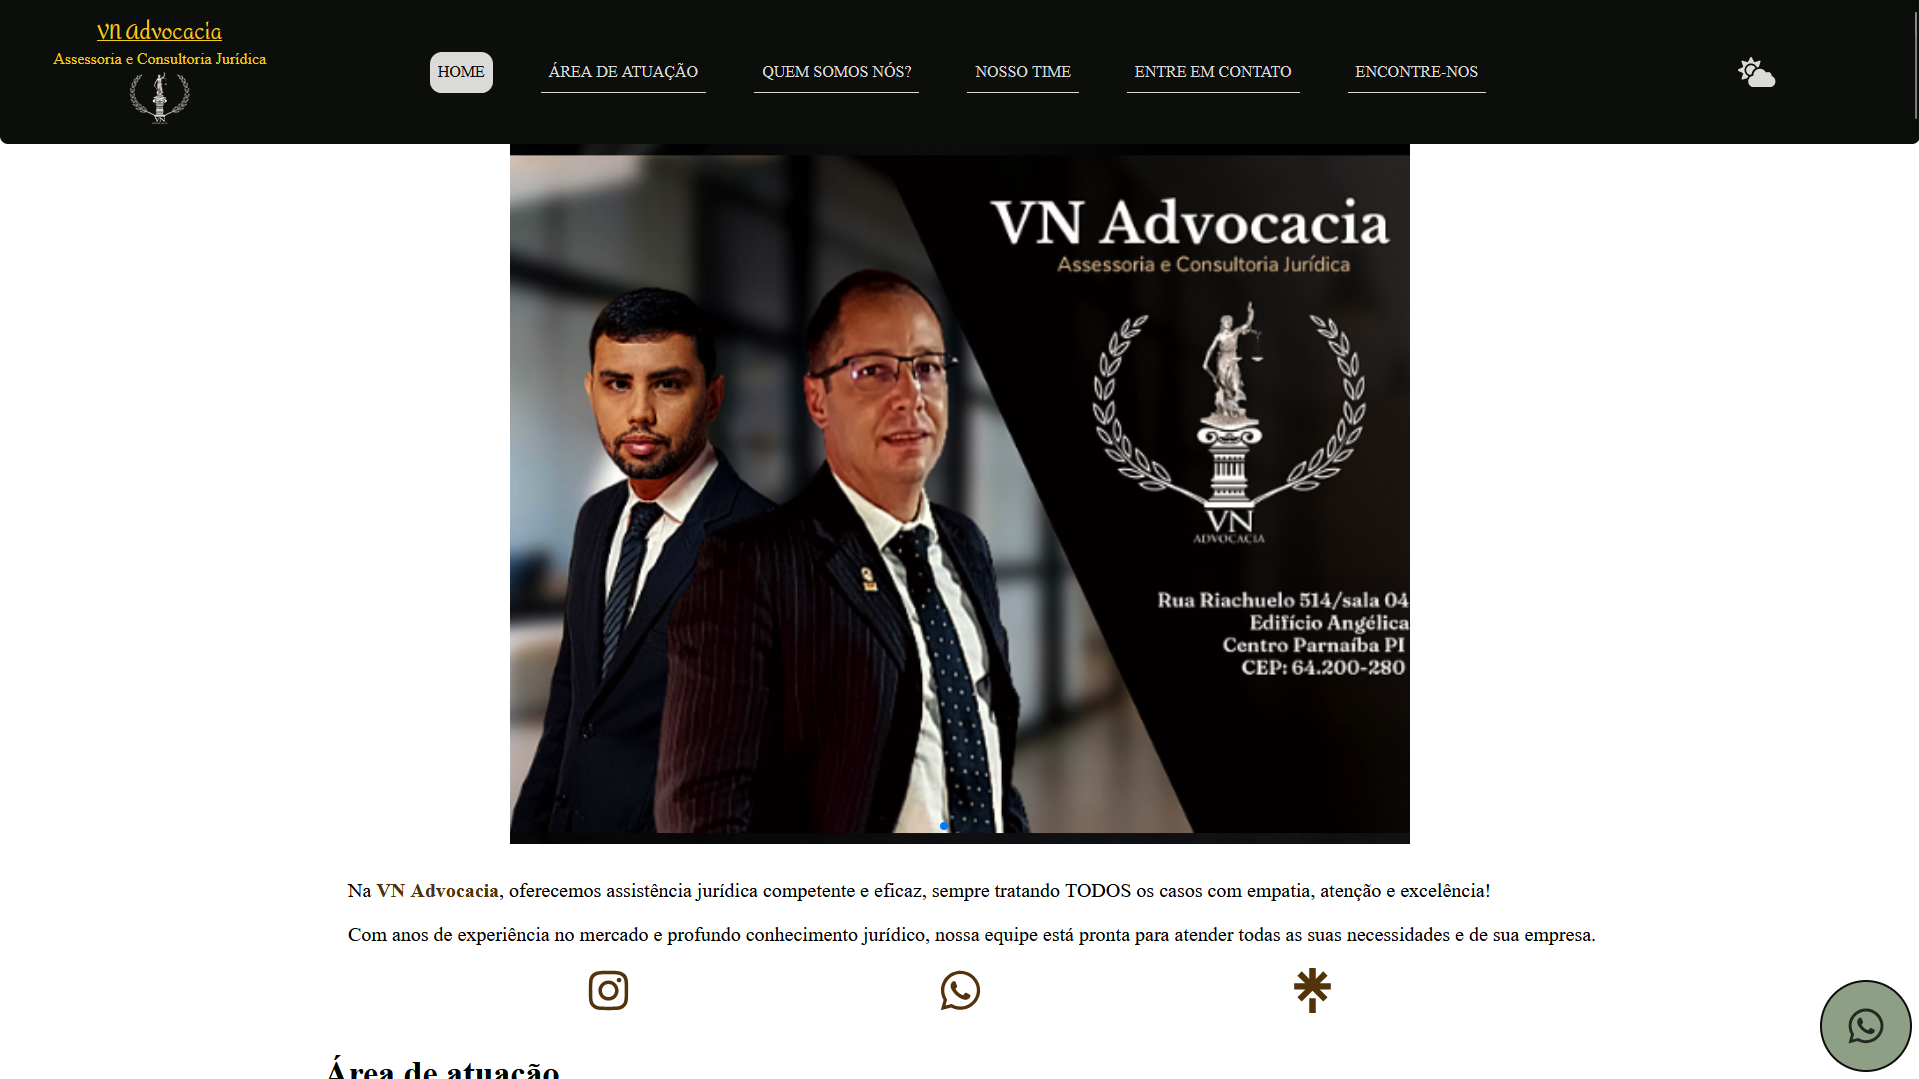 VN Advocacia
Assessoria e Consultoria Jurídica
VN
HOME
ÁREA DE ATUAÇÃO
QUEM SOMOS NÓS?
NOSSO TIME
ENTRE EM CONTATO
ENCONTRE-NOS
VN Advocacia
Assessoria e Consultoria Jurídica
VN
ADVOCACIA
Rua Riachuelo 514/sala 04
Edifício Angélica
Centro Parnaíba PI
CEP: 64.200-280
Na VN Advocacia, oferecemos assistência jurídica competente e eficaz, sempre tratando TODOS os casos com empatia, atenção e excelência!
Com anos de experiência no mercado e profundo conhecimento jurídico, nossa equipe está pronta para atender todas as suas necessidades e de sua empresa.
Área de atuação